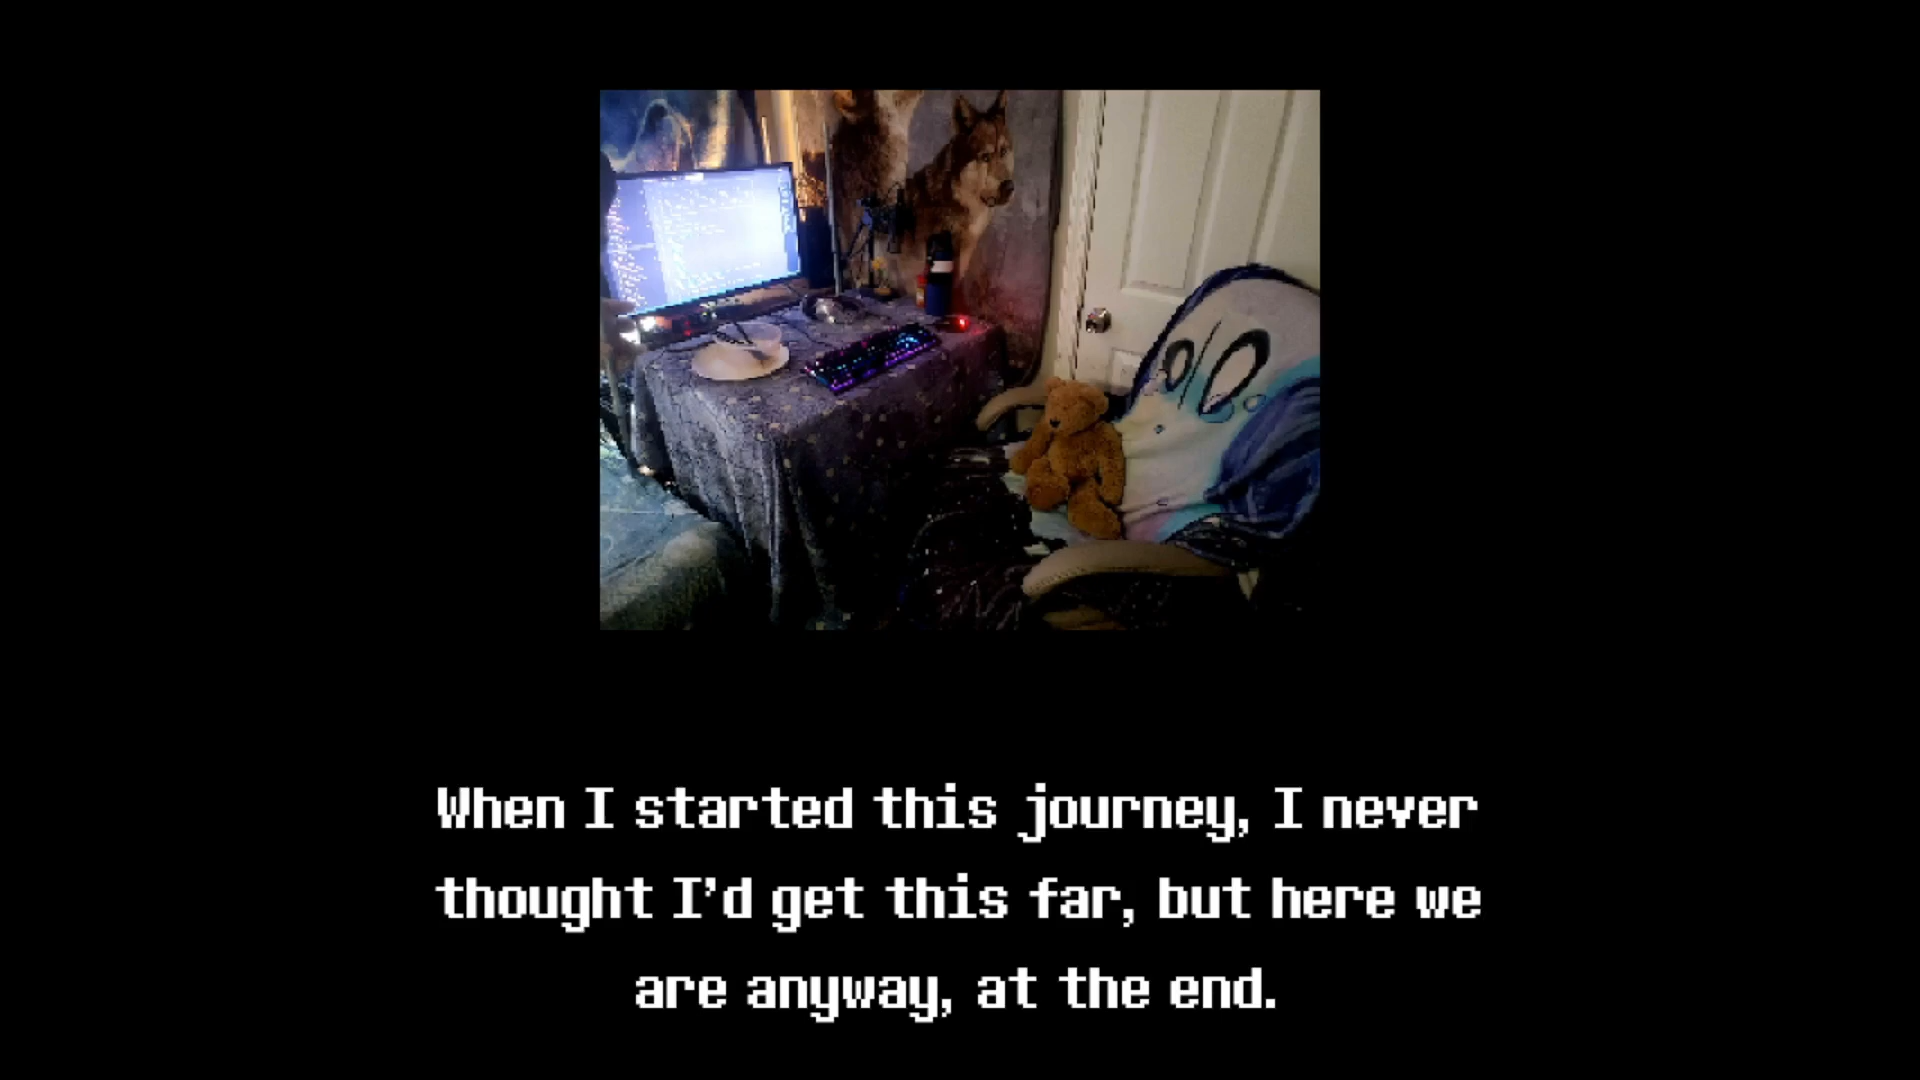 When I started this journey, I never
thought I'd get this far, but here we
are anyway, at the end.